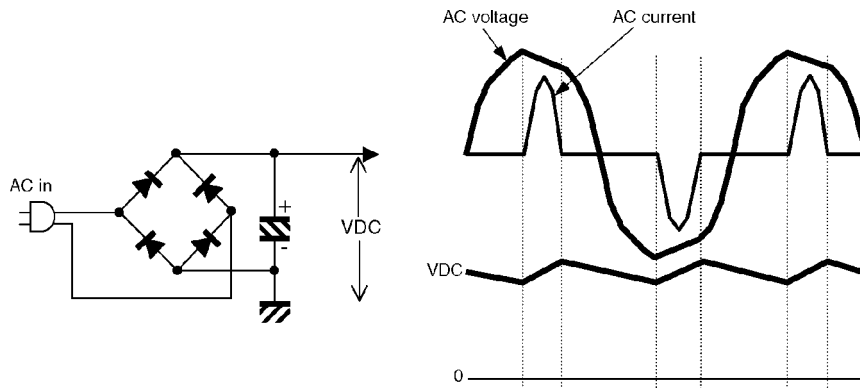 AC voltage
AC current
AC in
+
-
VDC
VDC
0